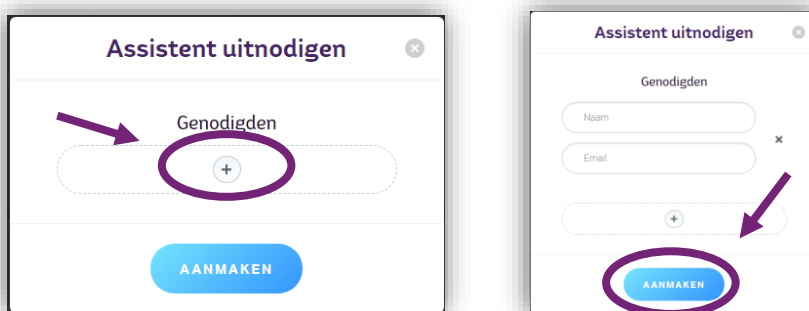 Assistent uitnodigen
Genodigden
+
AANMAKEN
Assistent uitnodigen
Genodigden
Naam
Email
+
AANMAKEN